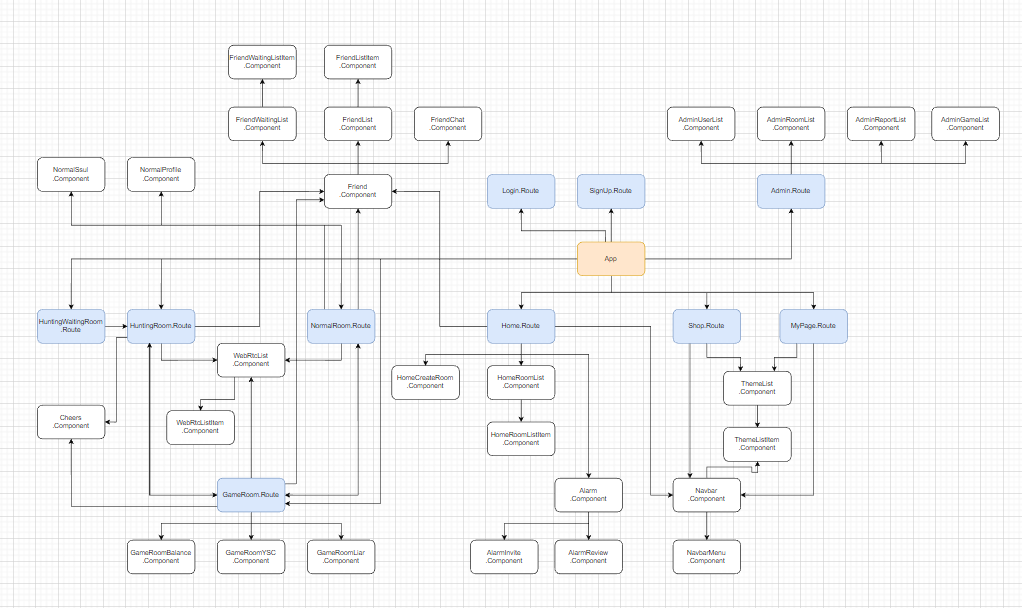 FriendWaitingListItem
.Component
FriendListItem
.Component
FriendWaitingList
.Component
FriendList
.Component
FriendChat
.Component
AdminUserList
.Component
AdminRoomList
.Component
AdminReportList
.Component
AdminGameList
.Component
NormalSsul
.Component
NormalProfile
.Component
Friend
.Component
Login.Route
SignUp.Route
Admin.Route
App
HuntingWaitingRoom
.Route
HuntingRoom.Route
NormalRoom.Route
Home.Route
Shop.Route
MyPage.Route
WebRtcList
.Component
HomeCreateRoom
.Component
HomeRoomList
.Component
ThemeList
.Component
Cheers
.Component
WebRtcListItem
.Component
HomeRoomListItem
.Component
ThemeListItem
.Component
GameRoom.Route
Alarm
.Component
Navbar
.Component
GameRoomBalance
.Component
GameRoomYSC
.Component
GameRoomLiar
.Component
AlarmInvite
.Component
AlarmReview
.Component
NavbarMenu
.Component